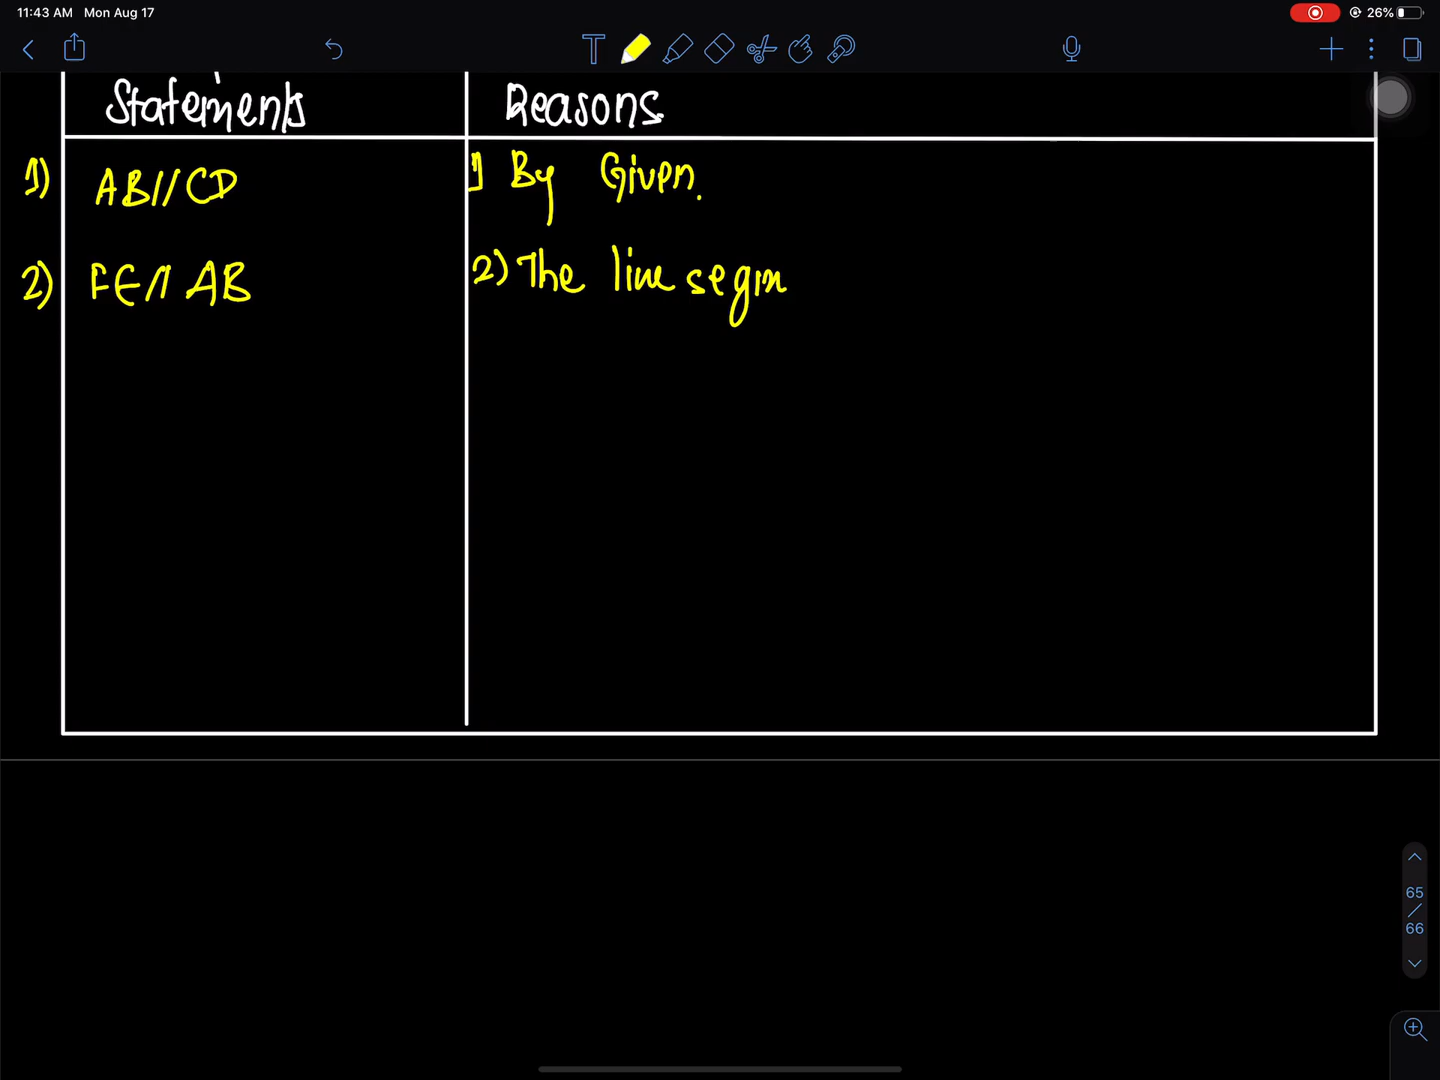 11:43 AM Mon Aug 17
26%
T
Statements Reasons
1) AB//CD 1) By Given.
2) FE// AB 2) The line segm
65
66